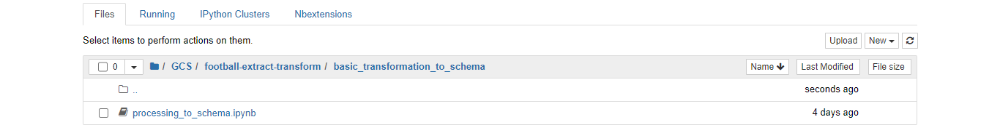 Files Running IPython Clusters Nbextensions
Select items to perform actions on them. Upload New
0 / GCS / football-extract-transform / basic_transformation_to_schema Name Last Modified File size
.. seconds ago
processing_to_schema.ipynb 4 days ago